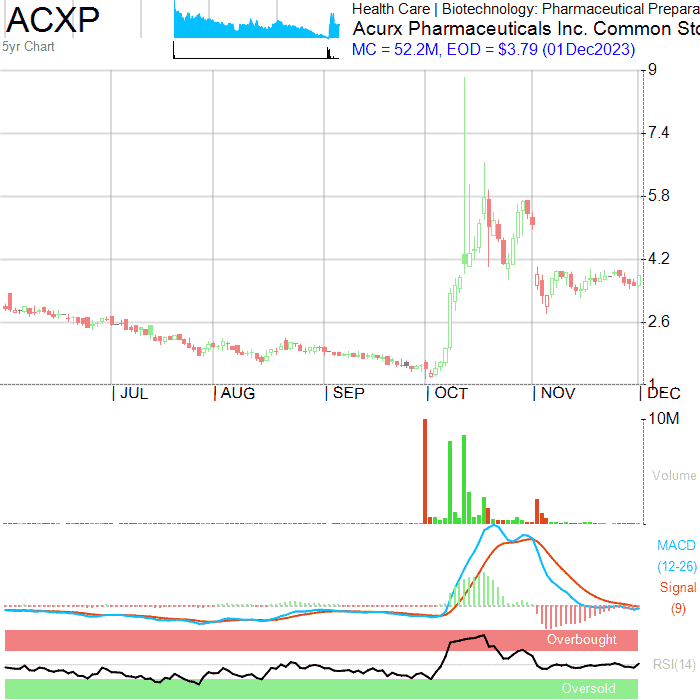 ACXP
5yr Chart
Health Care | Biotechnology: Pharmaceutical Prepara
Acurx Pharmaceuticals Inc. Common Sto
MC = 52.2M, EOD = $3.79 (01Dec2023)
9
7.4
5.8
4.2
2.6
1
| JUL | AUG | SEP | OCT | NOV | DEC
10M
Volume
MACD
(12-26)
Signal
(9)
Overbought
RSI(14)
Oversold